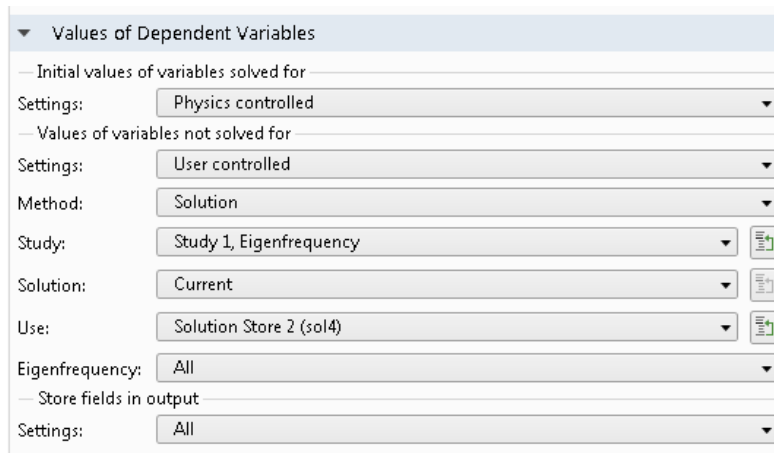 Values of Dependent Variables
Initial values of variables solved for
Settings: Physics controlled
Values of variables not solved for
Settings: User controlled
Method: Solution
Study: Study 1, Eigenfrequency
Solution: Current
Use: Solution Store 2 (sol4)
Eigenfrequency: All
Store fields in output
Settings: All